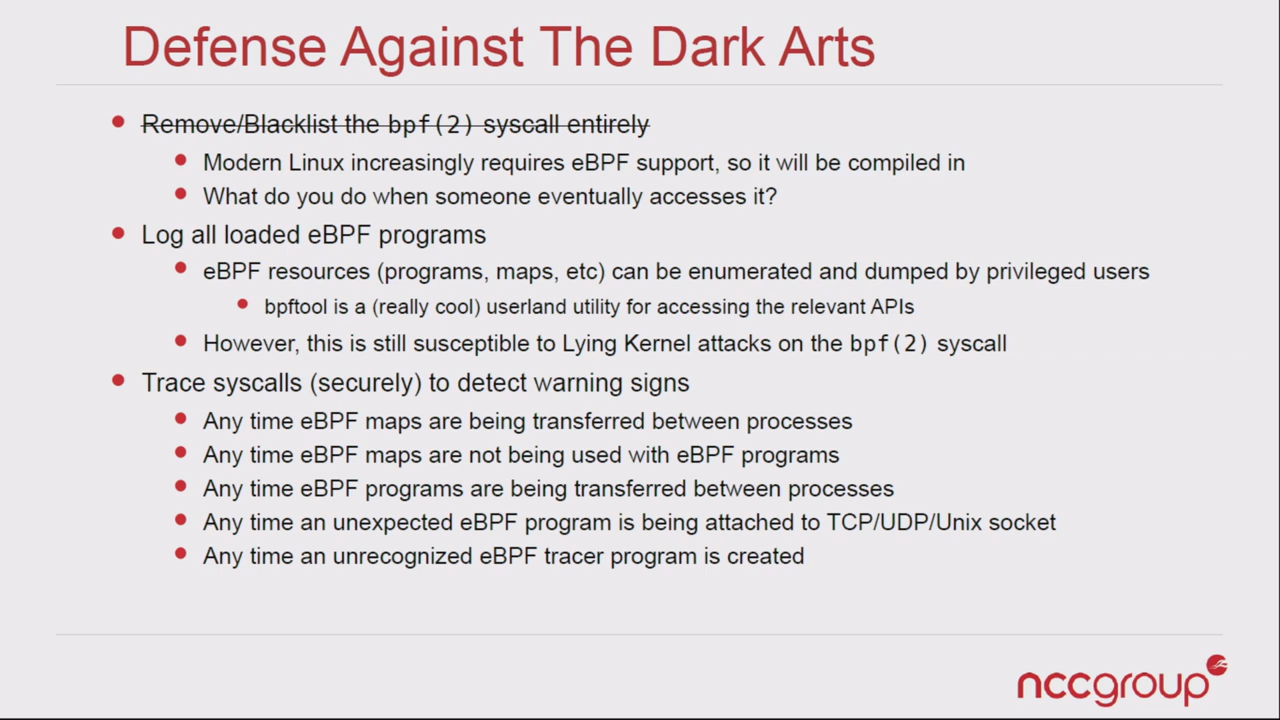 Defense Against The Dark Arts
Remove/Blacklist the bpf(2) syscall entirely
Modern Linux increasingly requires eBPF support, so it will be compiled in
What do you do when someone eventually accesses it?
Log all loaded eBPF programs
eBPF resources (programs, maps, etc) can be enumerated and dumped by privileged users
bpftool is a (really cool) userland utility for accessing the relevant APIs
However, this is still susceptible to Lying Kernel attacks on the bpf(2) syscall
Trace syscalls (securely) to detect warning signs
Any time eBPF maps are being transferred between processes
Any time eBPF maps are not being used with eBPF programs
Any time eBPF programs are being transferred between processes
Any time an unexpected eBPF program is being attached to TCP/UDP/Unix socket
Any time an unrecognized eBPF tracer program is created
nccgroup